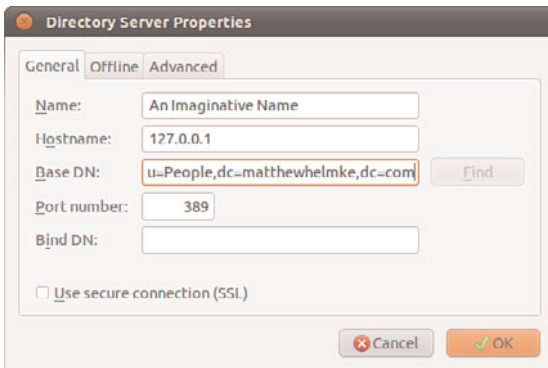 Directory Server Properties
General Offline Advanced
Name: An Imaginative Name
Hostname: 127.0.0.1
Base DN: u=People,dc=matthewhelmke,dc=com Find
Port number: 389
Bind DN:
Use secure connection (SSL)
Cancel OK